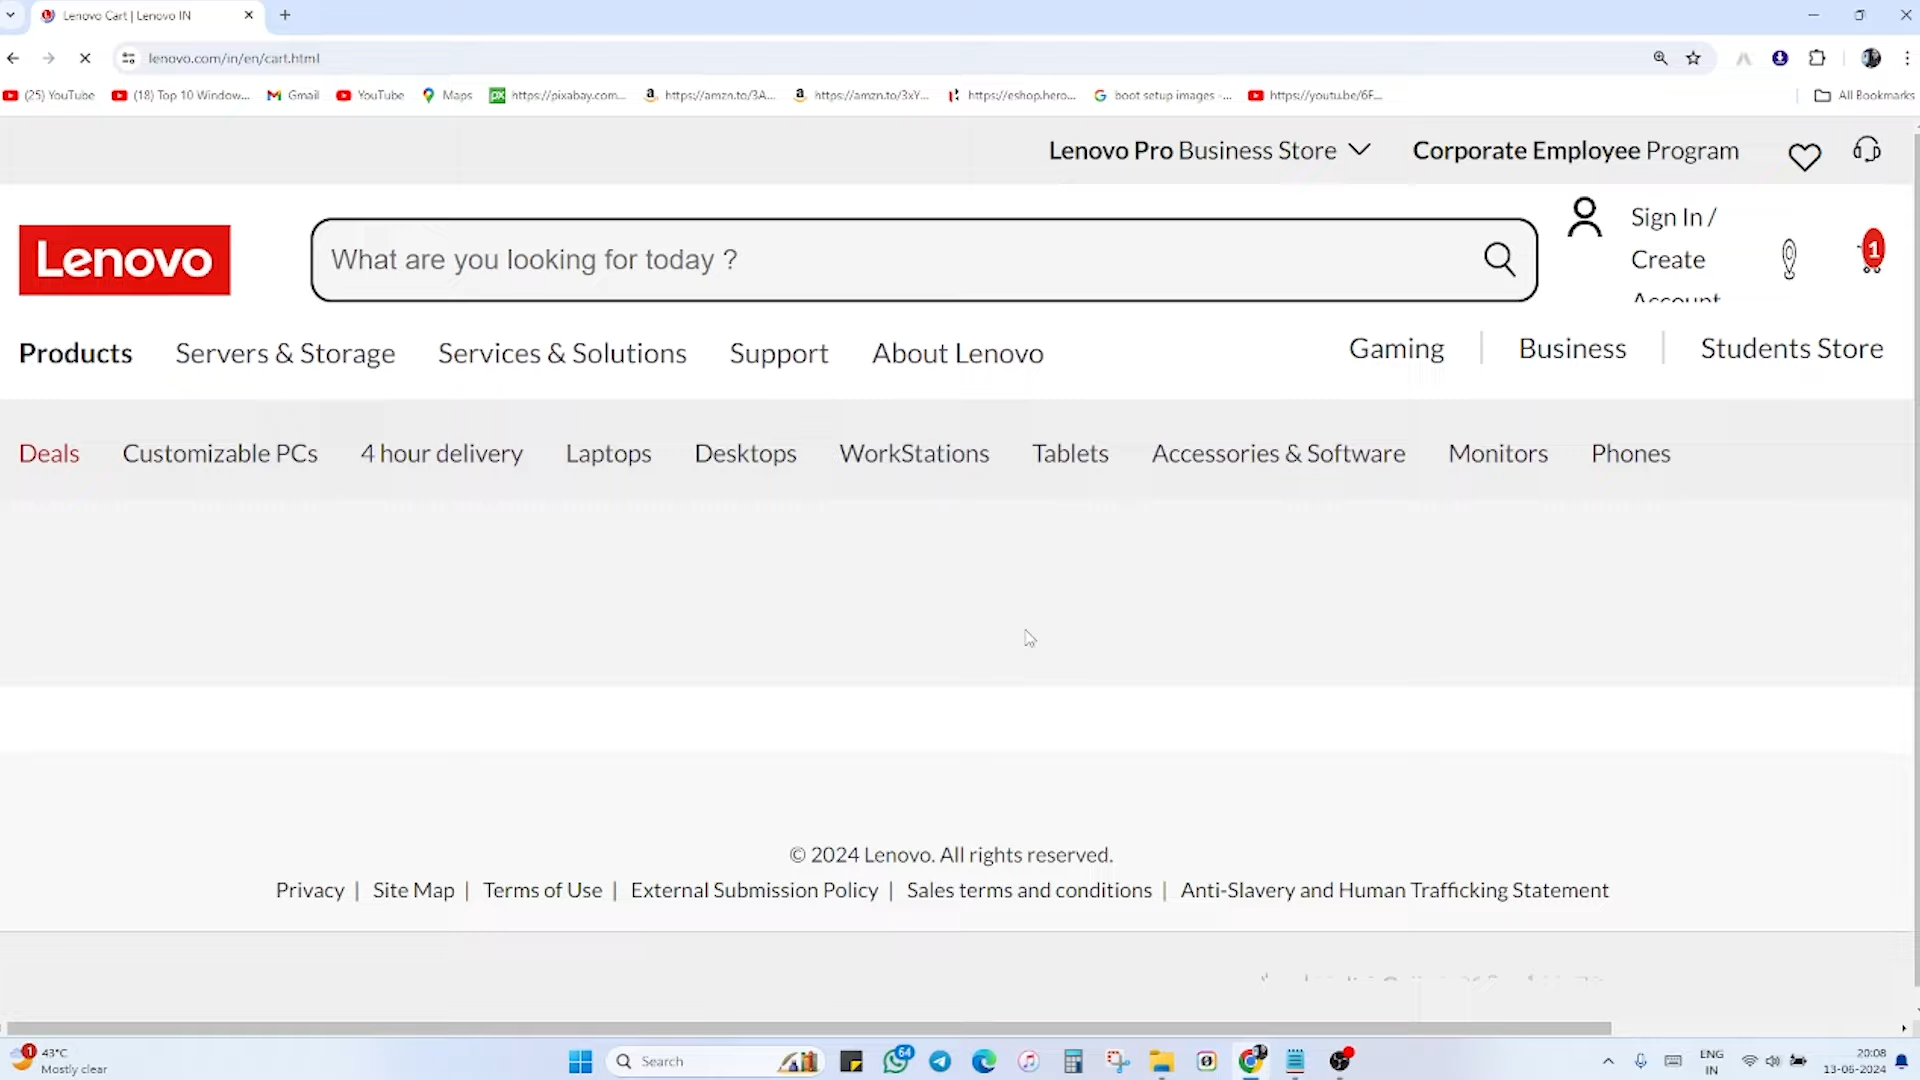 Lenovo Cart | Lenovo IN
lenovo.com/in/en/cart.html
(25) YouTube
(18) Top 10 Window...
Gmail
YouTube
Maps
https://pixabay.com...
https://amzn.to/3A...
https://amzn.to/3xY...
https://eshop.hero...
boot setup images -...
https://youtu.be/6F...
All Bookmarks
Lenovo Pro Business Store
Corporate Employee Program
Lenovo
What are you looking for today ?
Sign In /
Create
Account
1
Products
Servers & Storage
Services & Solutions
Support
About Lenovo
Gaming
Business
Students Store
Deals
Customizable PCs
4 hour delivery
Laptops
Desktops
WorkStations
Tablets
Accessories & Software
Monitors
Phones
© 2024 Lenovo. All rights reserved.
Privacy | Site Map | Terms of Use | External Submission Policy | Sales terms and conditions | Anti-Slavery and Human Trafficking Statement
1
43°C
Mostly clear
Search
64
ENG
IN
20:08
13-06-2024